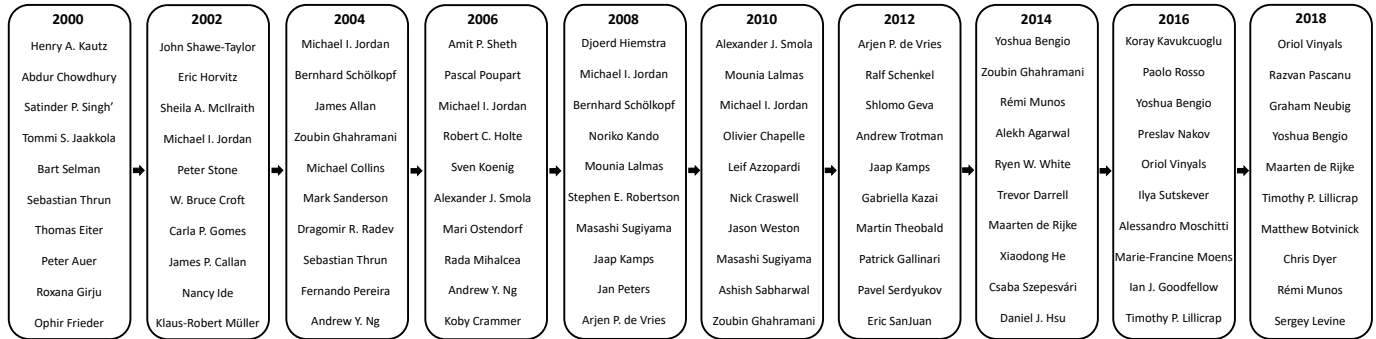 2000
Henry A. Kautz
Abdur Chowdhury
Satinder P. Singh'
Tommi S. Jaakkola
Bart Selman
Sebastian Thrun
Thomas Eiter
Peter Auer
Roxana Girju
Ophir Frieder
2002
John Shawe-Taylor
Eric Horvitz
Sheila A. McIlraith
Michael I. Jordan
Peter Stone
W. Bruce Croft
Carla P. Gomes
James P. Callan
Nancy Ide
Klaus-Robert Müller
2004
Michael I. Jordan
Bernhard Schölkopf
James Allan
Zoubin Ghahramani
Michael Collins
Mark Sanderson
Dragomir R. Radev
Sebastian Thrun
Fernando Pereira
Andrew Y. Ng
2006
Amit P. Sheth
Pascal Poupart
Michael I. Jordan
Robert C. Holte
Sven Koenig
Alexander J. Smola
Mari Ostendorf
Rada Mihalcea
Andrew Y. Ng
Koby Crammer
2008
Djoerd Hiemstra
Michael I. Jordan
Bernhard Schölkopf
Noriko Kando
Mounia Lalmas
Stephen E. Robertson
Masashi Sugiyama
Jaap Kamps
Jan Peters
Arjen P. de Vries
2010
Alexander J. Smola
Mounia Lalmas
Michael I. Jordan
Olivier Chapelle
Leif Azzopardi
Nick Craswell
Jason Weston
Masashi Sugiyama
Ashish Sabharwal
Zoubin Ghahramani
2012
Arjen P. de Vries
Ralf Schenkel
Shlomo Geva
Andrew Trotman
Jaap Kamps
Gabriella Kazai
Martin Theobald
Patrick Gallinari
Pavel Serdyukov
Eric SanJuan
2014
Yoshua Bengio
Zoubin Ghahramani
Rémi Munos
Alekh Agarwal
Ryen W. White
Trevor Darrell
Maarten de Rijke
Xiaodong He
Csaba Szepesvári
Daniel J. Hsu
2016
Koray Kavukcuoglu
Paolo Rosso
Yoshua Bengio
Preslav Nakov
Oriol Vinyals
Ilya Sutskever
Alessandro Moschitti
Marie-Francine Moens
Ian J. Goodfellow
Timothy P. Lillicrap
2018
Oriol Vinyals
Razvan Pascanu
Graham Neubig
Yoshua Bengio
Maarten de Rijke
Timothy P. Lillicrap
Matthew Botvinick
Chris Dyer
Rémi Munos
Sergey Levine